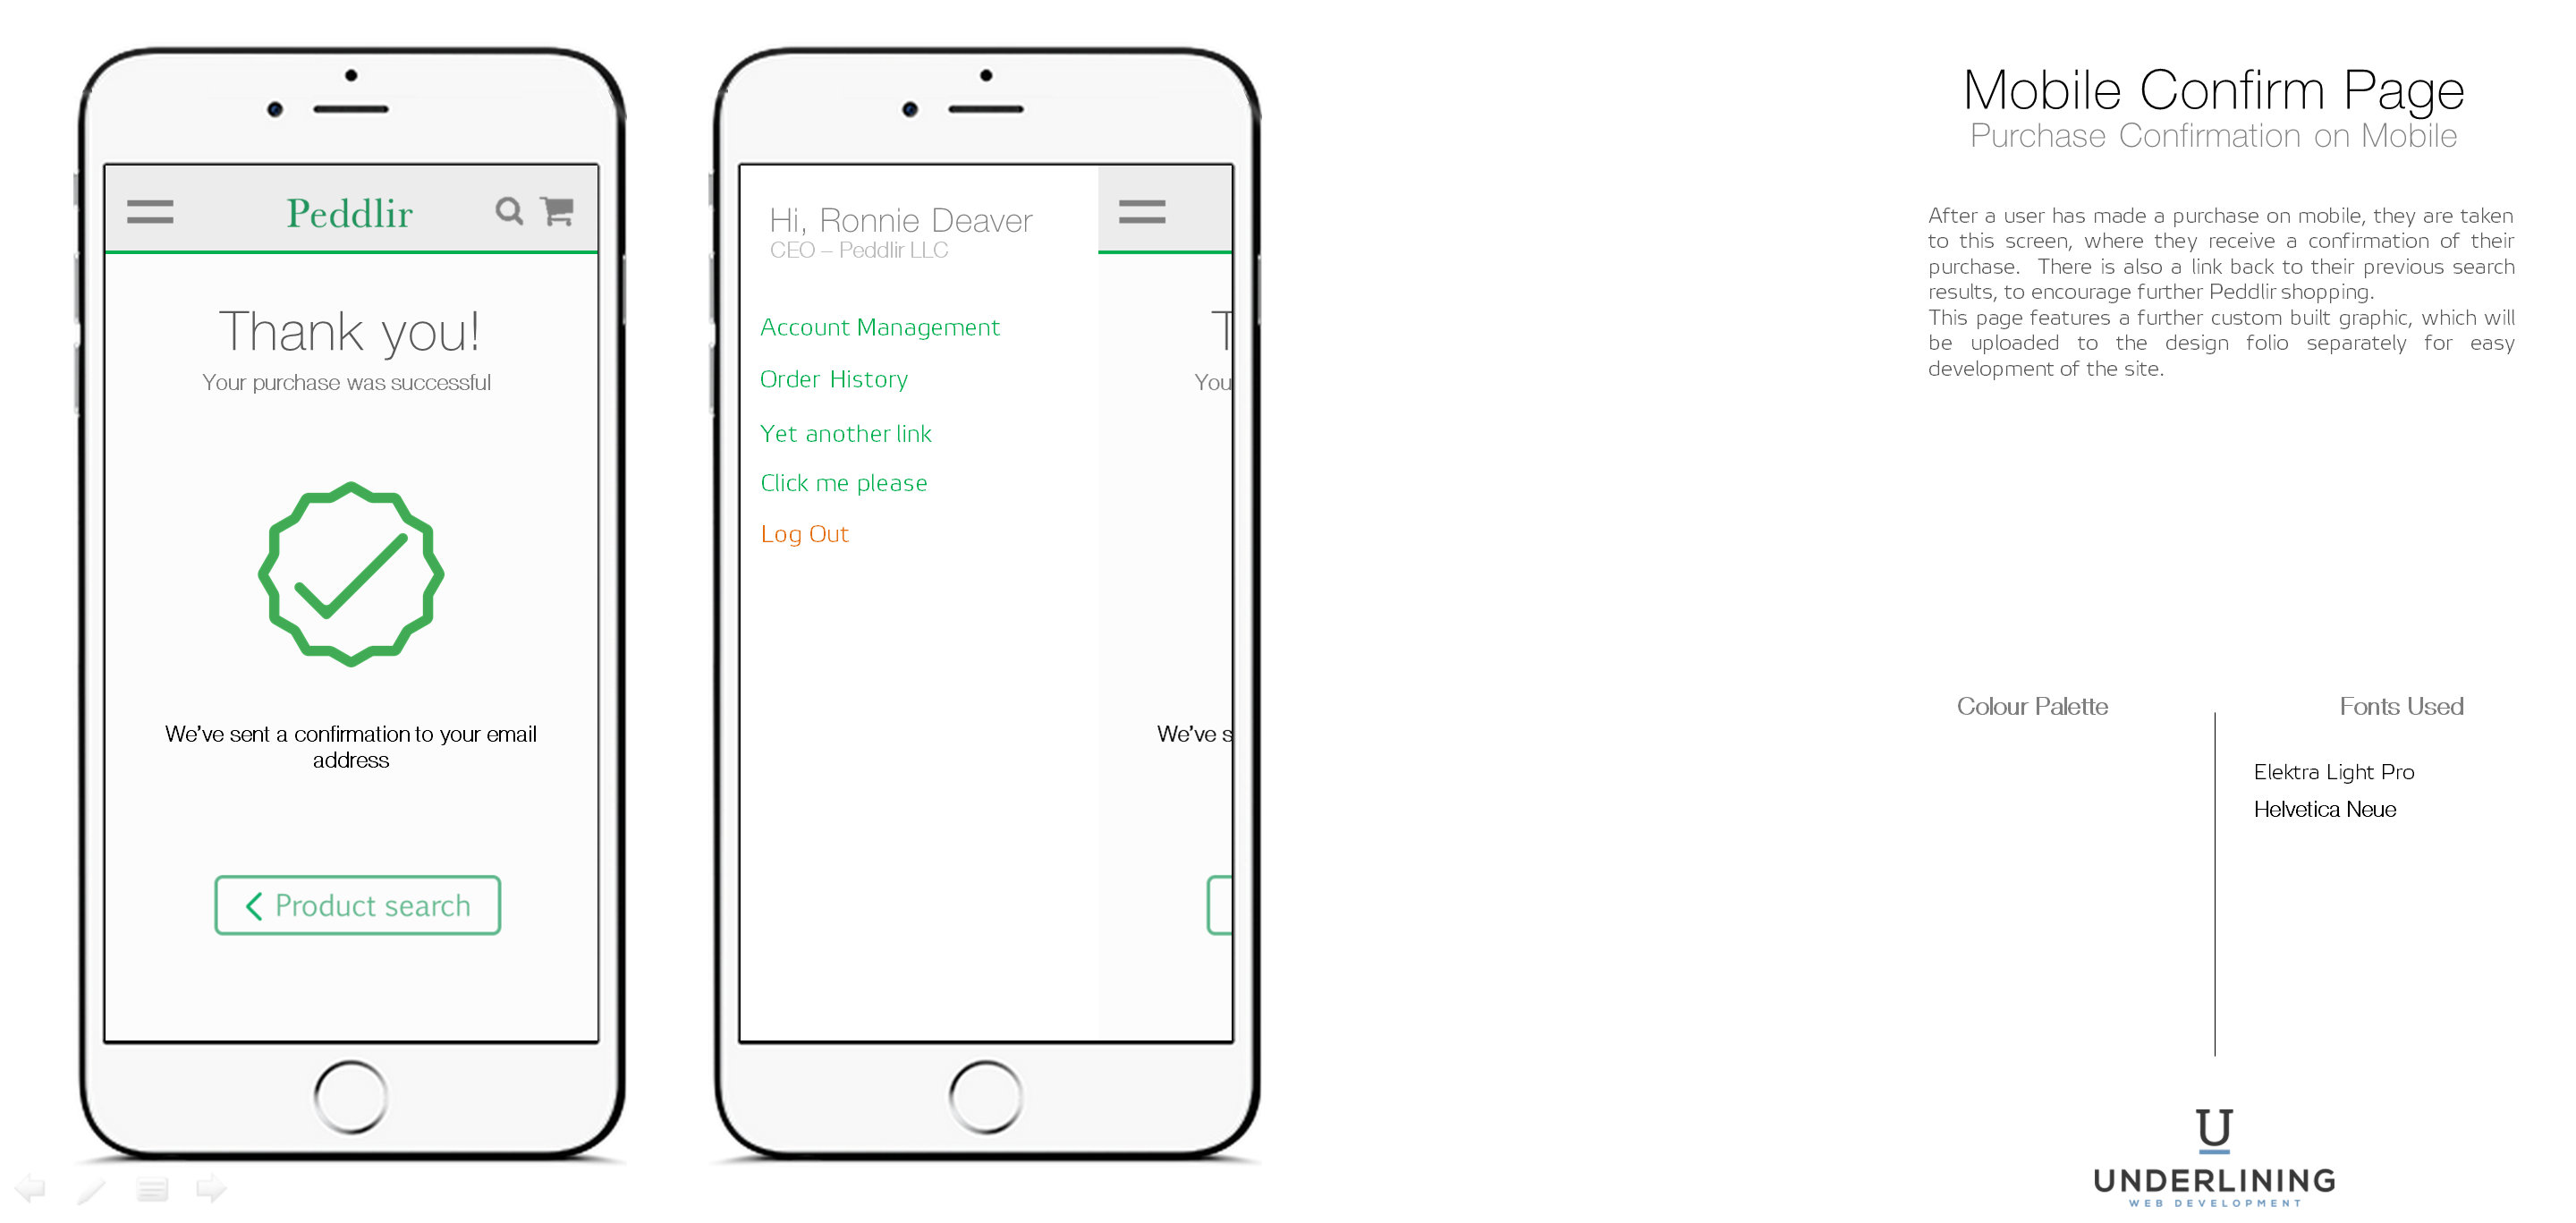 Peddlir
Thank you!
Your purchase was successful
We've sent a confirmation to your email
address
Product search
Hi, Ronnie Deaver
CEO – Peddlir LLC
Account Management
Order History
Yet another link
Click me please
Log Out
T
You
We've s
Mobile Confirm Page
Purchase Confirmation on Mobile
After a user has made a purchase on mobile, they are taken
to this screen, where they receive a confirmation of their
purchase. There is also a link back to their previous search
results, to encourage further Peddlir shopping.
This page features a further custom built graphic, which will
be uploaded to the design folio separately for easy
development of the site.
Colour Palette
Fonts Used
Elektra Light Pro
Helvetica Neue
U
UNDERLINING
WEB DEVELOPMENT